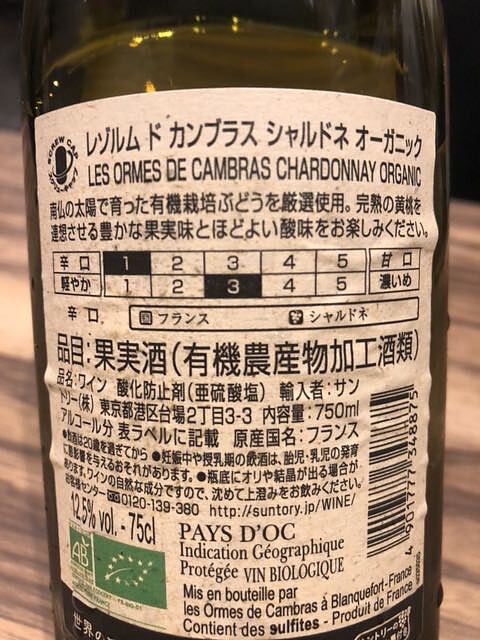 SCREW CAP
レゾルム ド カンブラス シャルドネ オーガニック
LES ORMES DE CAMBRAS CHARDONNAY ORGANIC
南仏の太陽で育った有機栽培ぶどうを厳選使用。完熟の黄桃を
連想させる豊かな果実味とほどよい酸味をお楽しみください。
辛口 1 2 3 4 5 甘口
軽やか 1 2 3 4 5 濃いめ
辛口 国 フランス シャルドネ
品目:果実酒(有機農産物加工酒類)
品名:ワイン 酸化防止剤(亜硫酸塩) 輸入者:サン
トリー(株) 東京都港区台場2丁目3-3 内容量:750ml
アルコール分 表ラベルに記載 原産国名:フランス
●飲酒は20歳を過ぎてから ●妊娠中や授乳期の飲酒は、胎児・乳児の発育
に悪影響を与えるおそれがあります。●瓶底にオリや結晶が出る場合が
あります。ワインの自然な成分ですので、沈めて上澄みをお飲みください。
お客様センター 0120-139-380 http://suntory.jp/WINE/
12.5% vol. - 75cl
PAYS D'OC
Indication Géographique
Protégée VIN BIOLOGIQUE
Mis en bouteille par
les Ormes de Cambras à Blanquefort-France
Contient des sulfites - Produit de France
AB
4 901777 348875
世界の